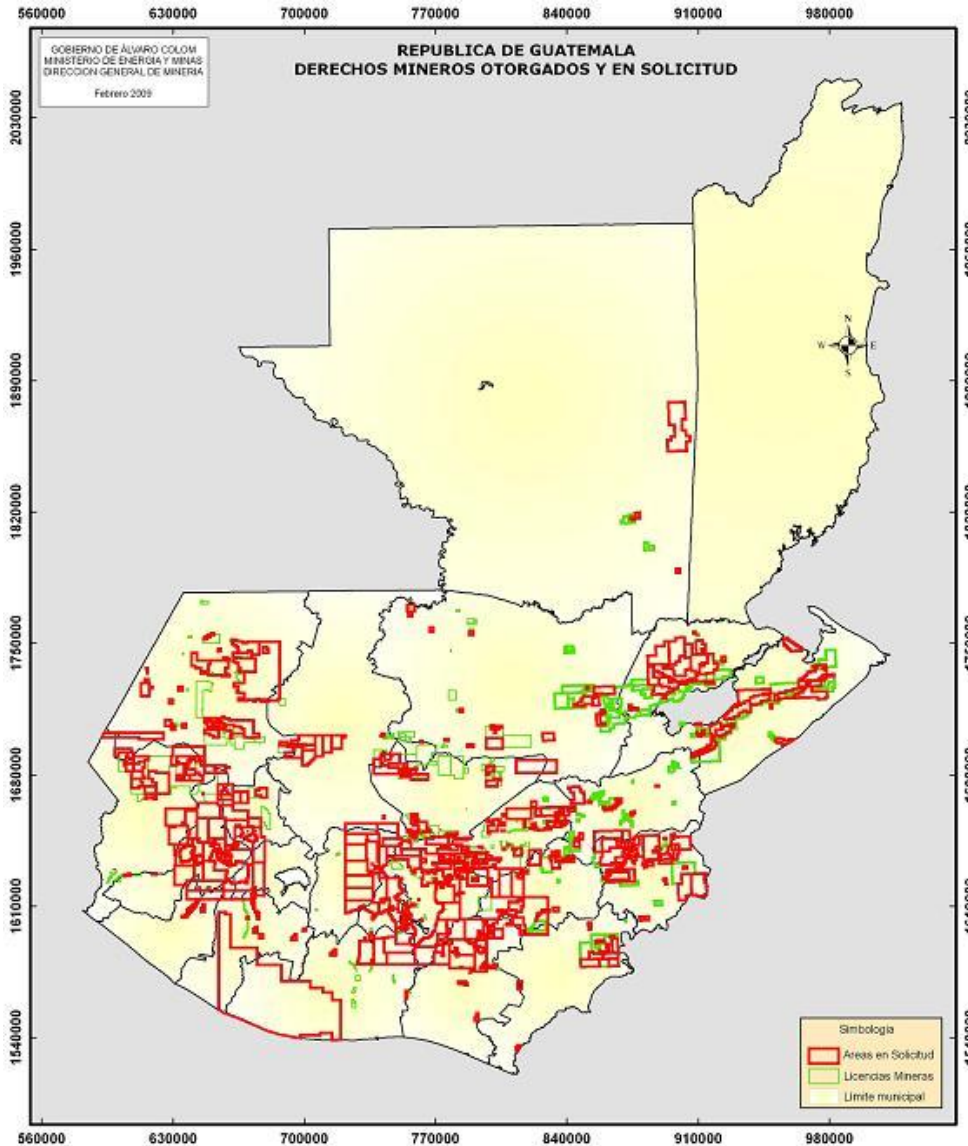 560000 630000 700000 770000 840000 910000 980000
GOBIERNO DE ÁLVARO COLOM
MINISTERIO DE ENERGIA Y MINAS
DIRECCION GENERAL DE MINERIA
Febrero 2009
REPUBLICA DE GUATEMALA
DERECHOS MINEROS OTORGADOS Y EN SOLICITUD
2030000
1960000
1890000
1820000
1750000
1680000
1610000
1540000
N
W E
S
Simbologia
Areas en Solicitud
Licencias Mineras
Limite municipal
560000 630000 700000 770000 840000 910000 980000